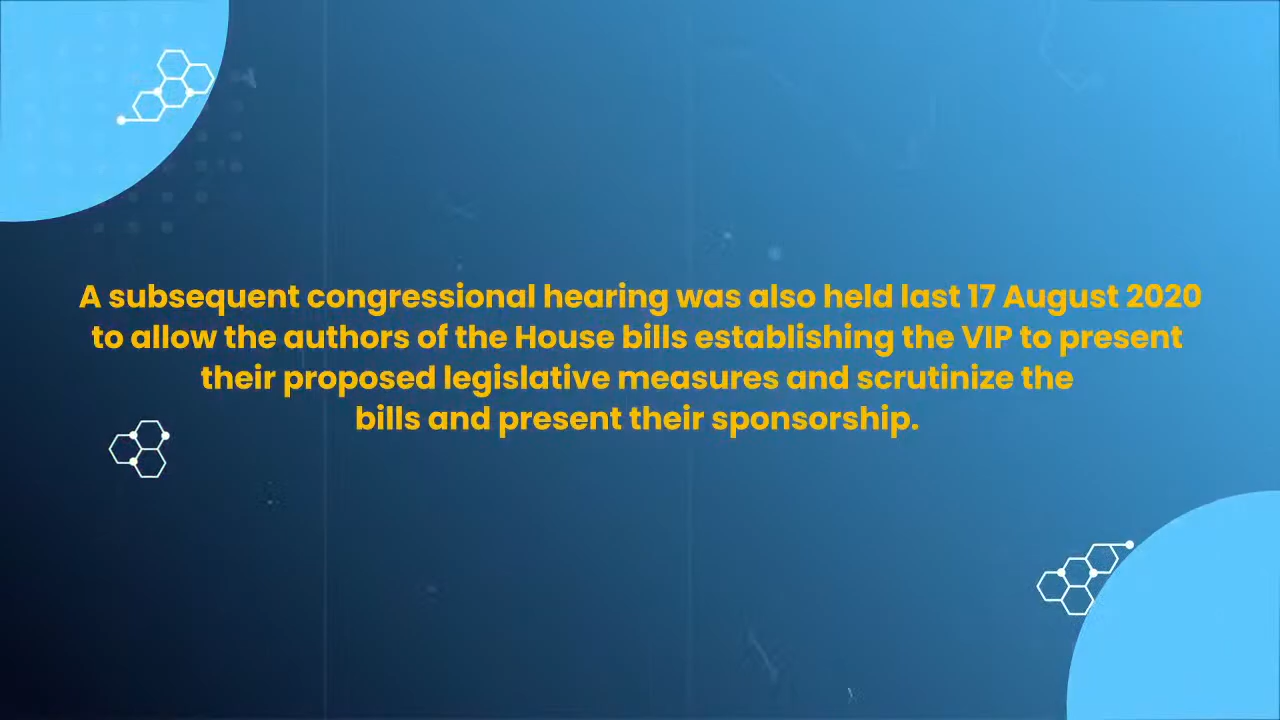 A subsequent congressional hearing was also held last 17 August 2020
to allow the authors of the House bills establishing the VIP to present
their proposed legislative measures and scrutinize the
bills and present their sponsorship.